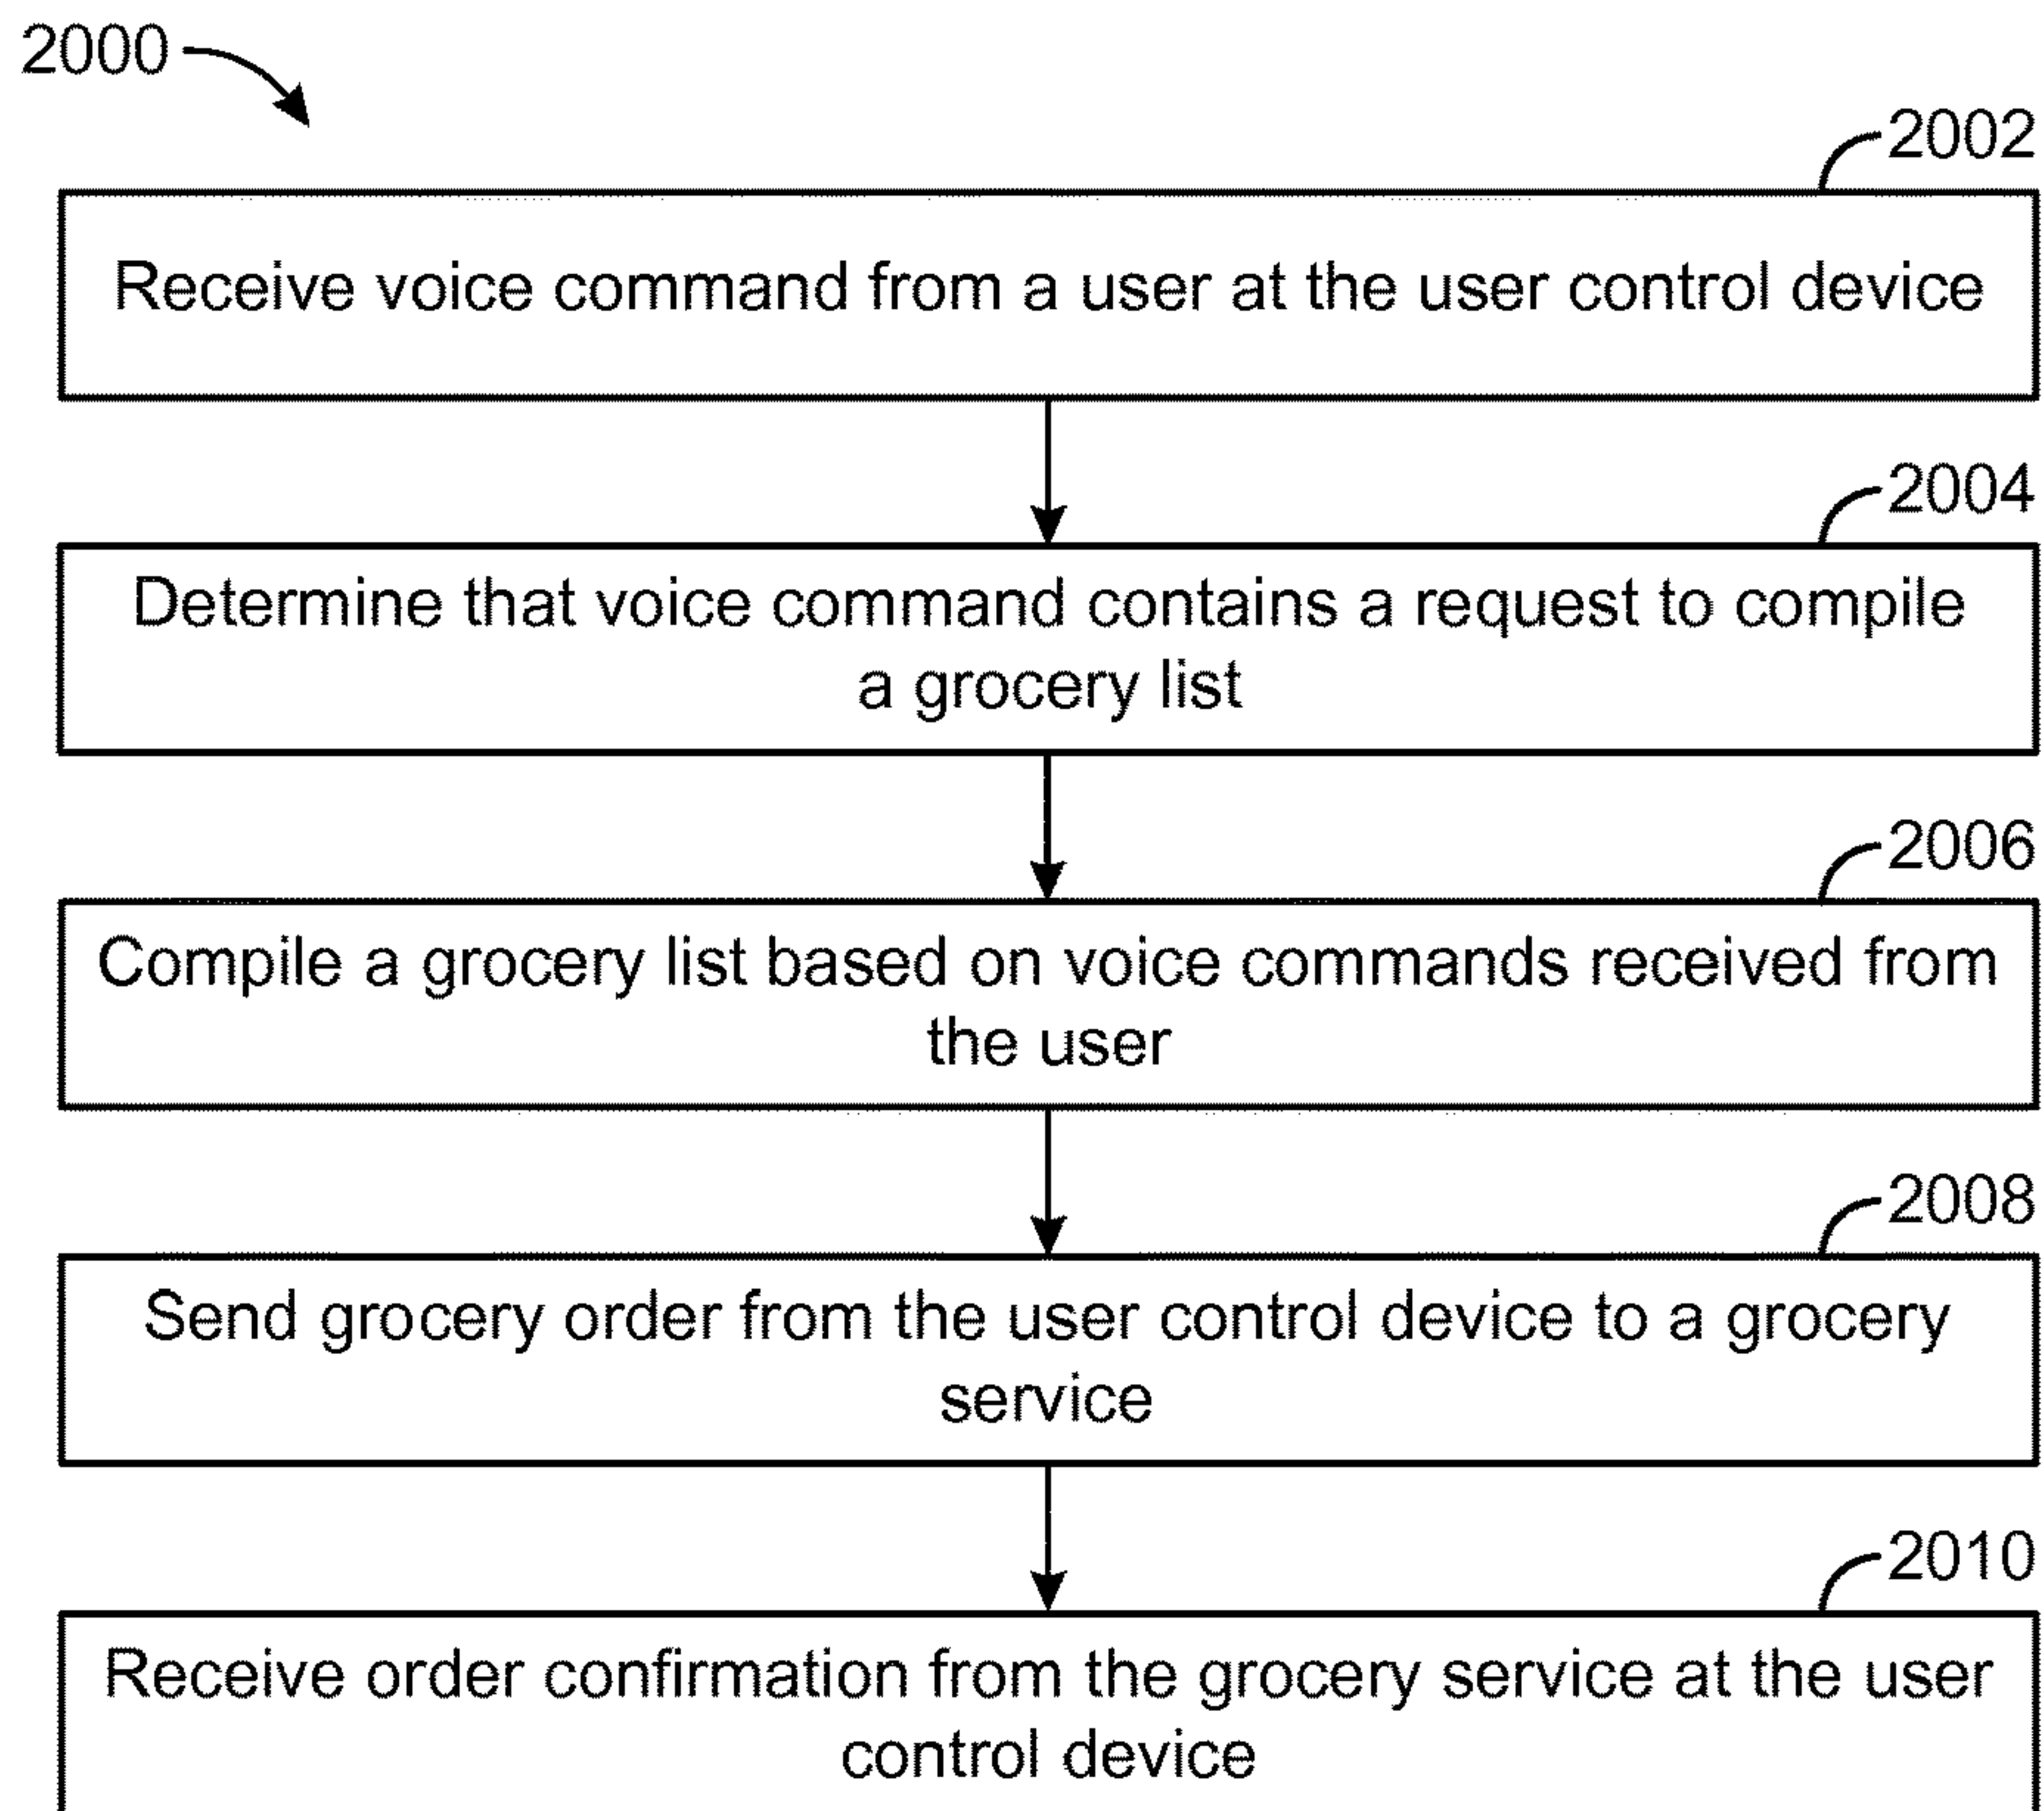 2000
2002
Receive voice command from a user at the user control device
2004
Determine that voice command contains a request to compile
a grocery list
2006
Compile a grocery list based on voice commands received from
the user
2008
Send grocery order from the user control device to a grocery
service
2010
Receive order confirmation from the grocery service at the user
control device